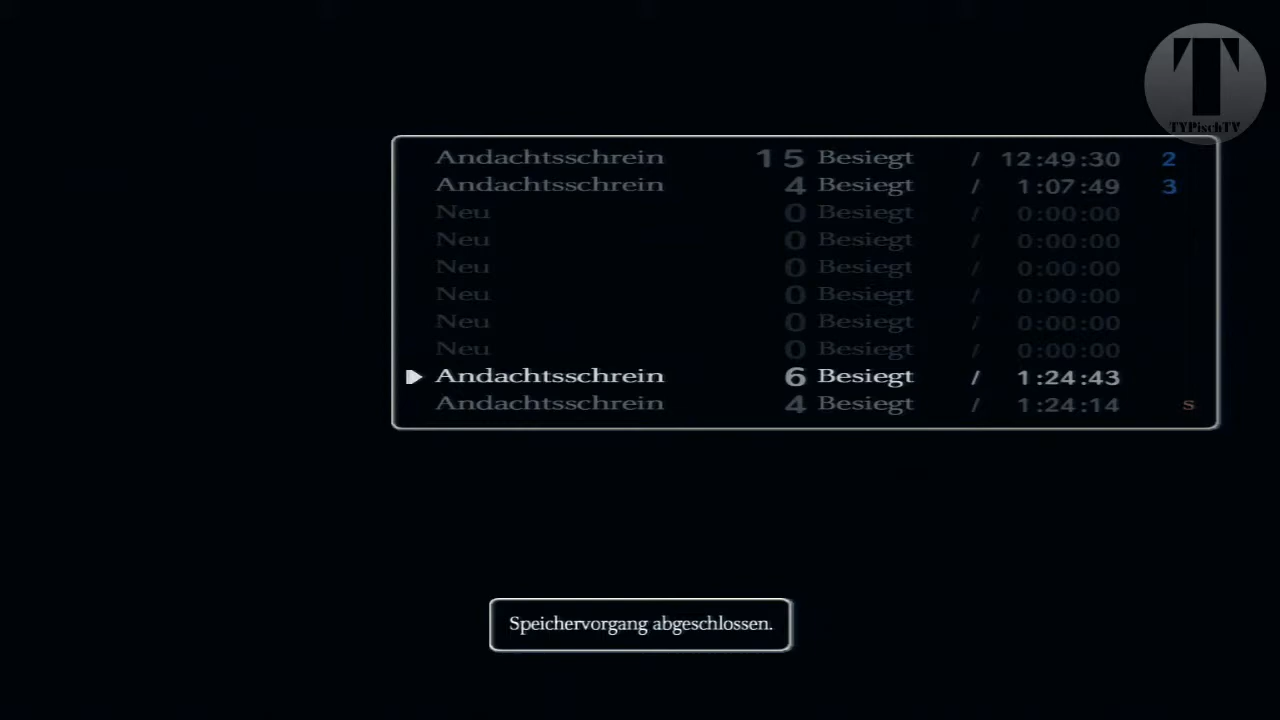 T
TYPischTV
Andachtsschrein 15 Besiegt / 12:49:30 2
Andachtsschrein 4 Besiegt / 1:07:49 3
Neu 0 Besiegt / 0:00:00
Neu 0 Besiegt / 0:00:00
Neu 0 Besiegt / 0:00:00
Neu 0 Besiegt / 0:00:00
Neu 0 Besiegt / 0:00:00
Neu 0 Besiegt / 0:00:00
Andachtsschrein 6 Besiegt / 1:24:43
Andachtsschrein 4 Besiegt / 1:24:14 s
Speichervorgang abgeschlossen.